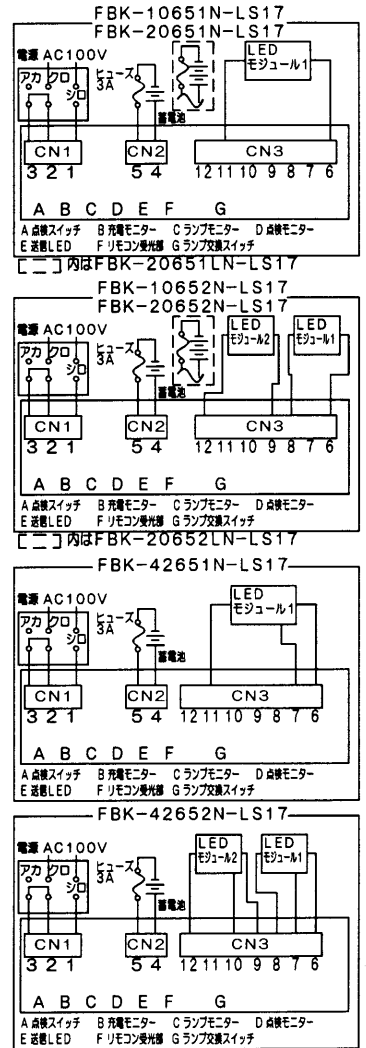 FBK-10651N-LS17
FBK-20651N-LS17
電源 AC100V
アカ クロ シロ
ヒューズ
3A
蓄電池
LED
モジュール1
CN1
CN2
CN3
3 2 1
5 4
12 11 10 9 8 7 6
A B C D E F G
A 点検スイッチ B 充電モニター C ランプモニター D 点検モニター
E 送信LED F リモコン受光部 G ランプ交換スイッチ
内はFBK-20651LN-LS17
FBK-10652N-LS17
FBK-20652N-LS17
電源 AC100V
アカ クロ シロ
ヒューズ
3A
蓄電池
LED
モジュール2
LED
モジュール1
CN1
CN2
CN3
3 2 1
5 4
12 11 10 9 8 7 6
A B C D E F G
A 点検スイッチ B 充電モニター C ランプモニター D 点検モニター
E 送信LED F リモコン受光部 G ランプ交換スイッチ
内はFBK-20652LN-LS17
FBK-42651N-LS17
電源 AC100V
アカ クロ シロ
ヒューズ
3A
蓄電池
LED
モジュール1
CN1
CN2
CN3
3 2 1
5 4
12 11 10 9 8 7 6
A B C D E F G
A 点検スイッチ B 充電モニター C ランプモニター D 点検モニター
E 送信LED F リモコン受光部 G ランプ交換スイッチ
FBK-42652N-LS17
電源 AC100V
アカ クロ シロ
ヒューズ
3A
蓄電池
LED
モジュール2
LED
モジュール1
CN1
CN2
CN3
3 2 1
5 4
12 11 10 9 8 7 6
A B C D E F G
A 点検スイッチ B 充電モニター C ランプモニター D 点検モニター
E 送信LED F リモコン受光部 G ランプ交換スイッチ